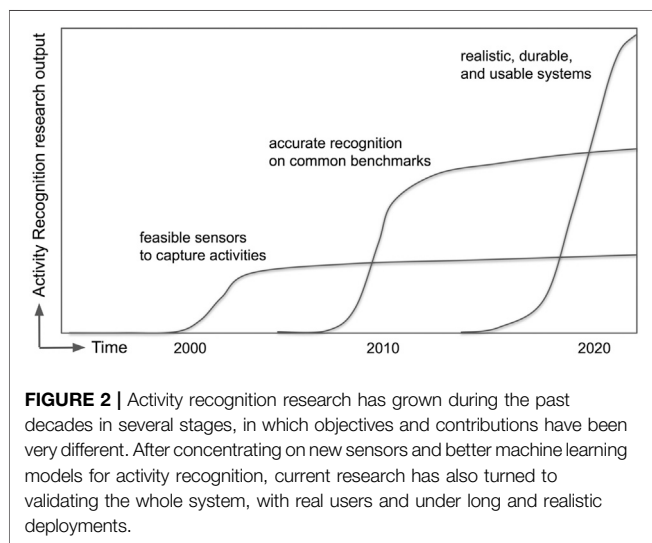 Activity Recognition research output
realistic, durable,
and usable systems
accurate recognition
on common benchmarks
feasible sensors
to capture activities
Time 2000 2010 2020
FIGURE 2 | Activity recognition research has grown during the past
decades in several stages, in which objectives and contributions have been
very different. After concentrating on new sensors and better machine learning
models for activity recognition, current research has also turned to
validating the whole system, with real users and under long and realistic
deployments.